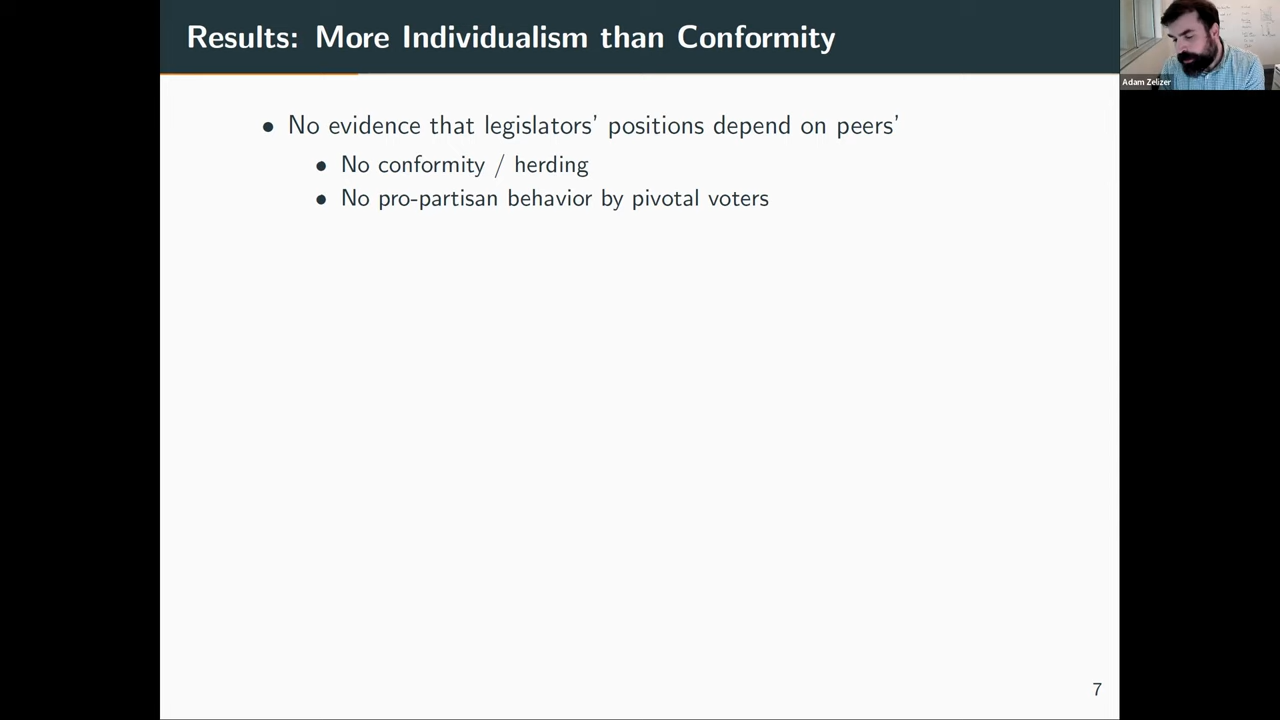 Results: More Individualism than Conformity
Adam Zelizer
• No evidence that legislators' positions depend on peers'
• No conformity / herding
• No pro-partisan behavior by pivotal voters
7